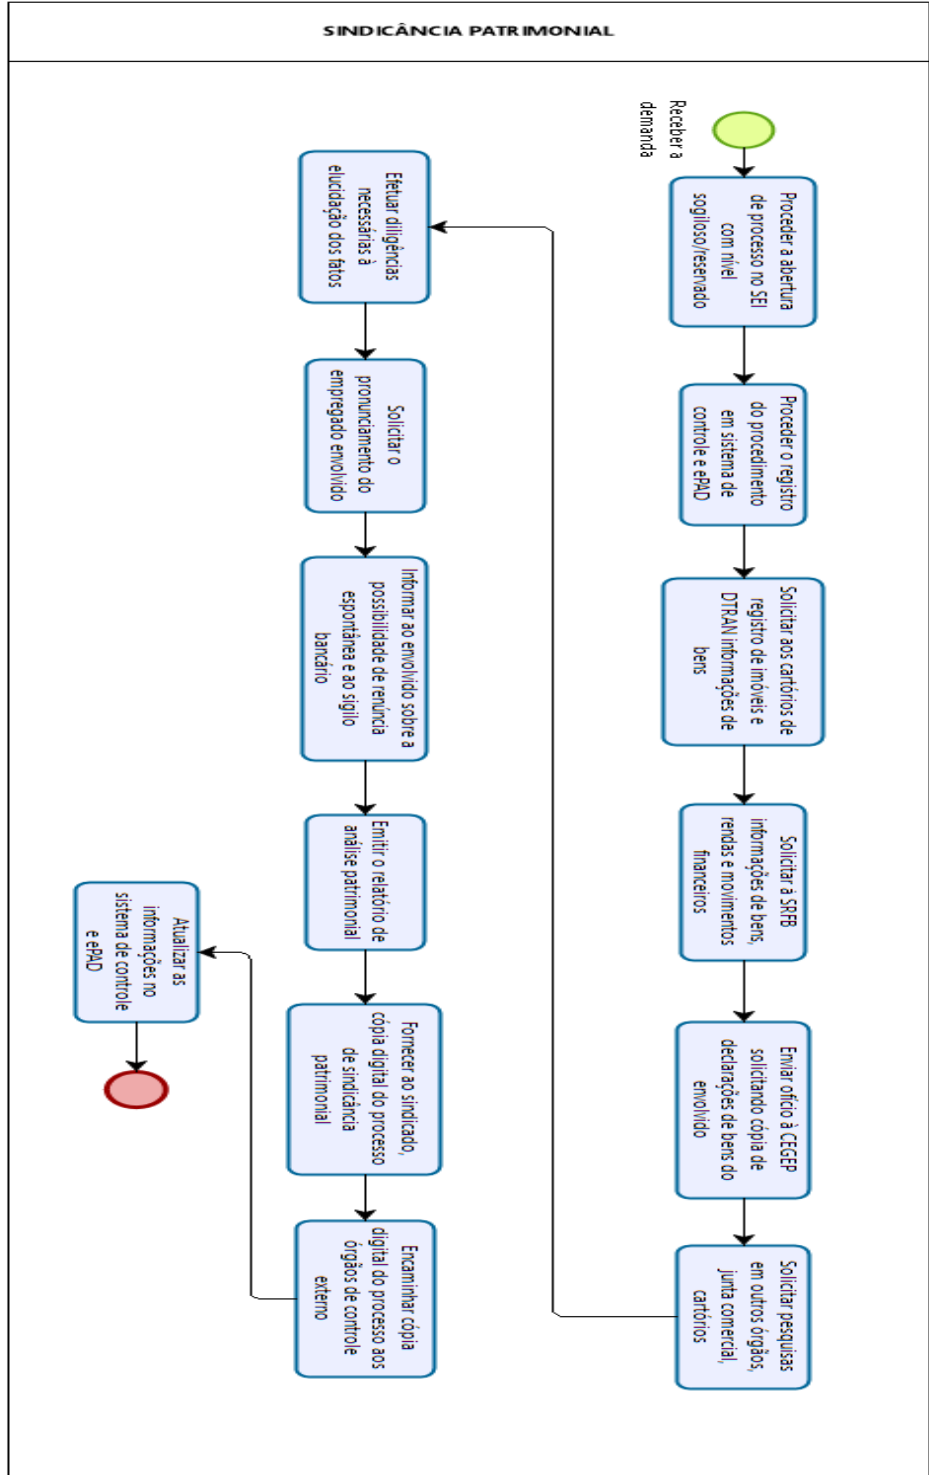 SINDICÂNCIA PATRIMONIAL
Receber a
demanda
Proceder a abertura
de processo no SEI
com nível
sogiloso/reservado
Proceder o registro
do procedimento
em sistema de
controle e ePAD
Solicitar aos cartórios de
registro de imóveis e
DTRAN informações de
bens
Solicitar à SRFB
informações de bens,
rendas e movimentos
financeiros
Enviar ofício à CEGEP
solicitando cópia de
declarações de bens do
envolvido
Solicitar pesquisas
em outros órgãos,
junta comercial,
cartórios
Efetuar diligências
necessárias à
elucidação dos fatos
Solicitar o
pronunciamento do
empregado envolvido
Informar ao envolvido sobre a
possibilidade de renúncia
espontânea e ao sigilo
bancário
Emitir o relatório de
análise patrimonial
Fornecer ao sindicado,
cópia digital do processo
de sindicância
patrimonial
Encaminhar cópia
digital do processo aos
órgãos de controle
externo
Atualizar as
informações no
sistema de controle
e ePAD